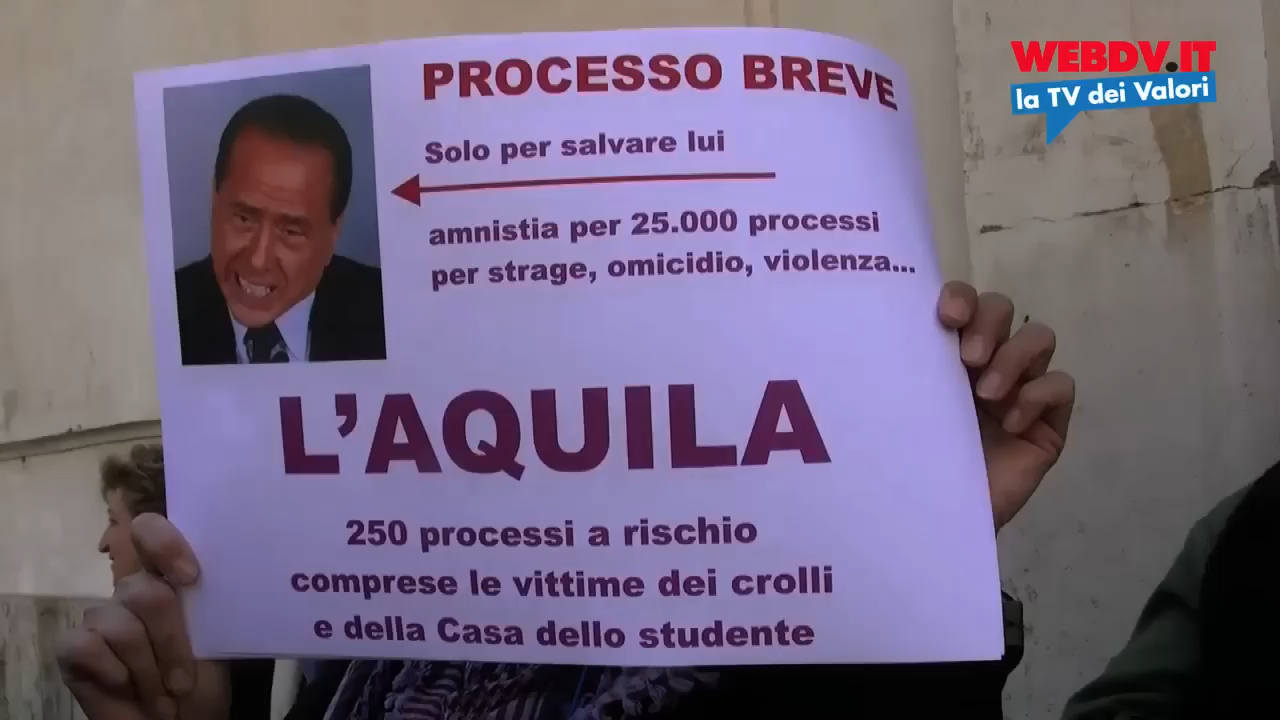 WEBDV.IT
la TV dei Valori
PROCESSO BREVE
Solo per salvare lui
amnistia per 25.000 processi
per strage, omicidio, violenza...
L'AQUILA
250 processi a rischio
comprese le vittime dei crolli
e della Casa dello studente